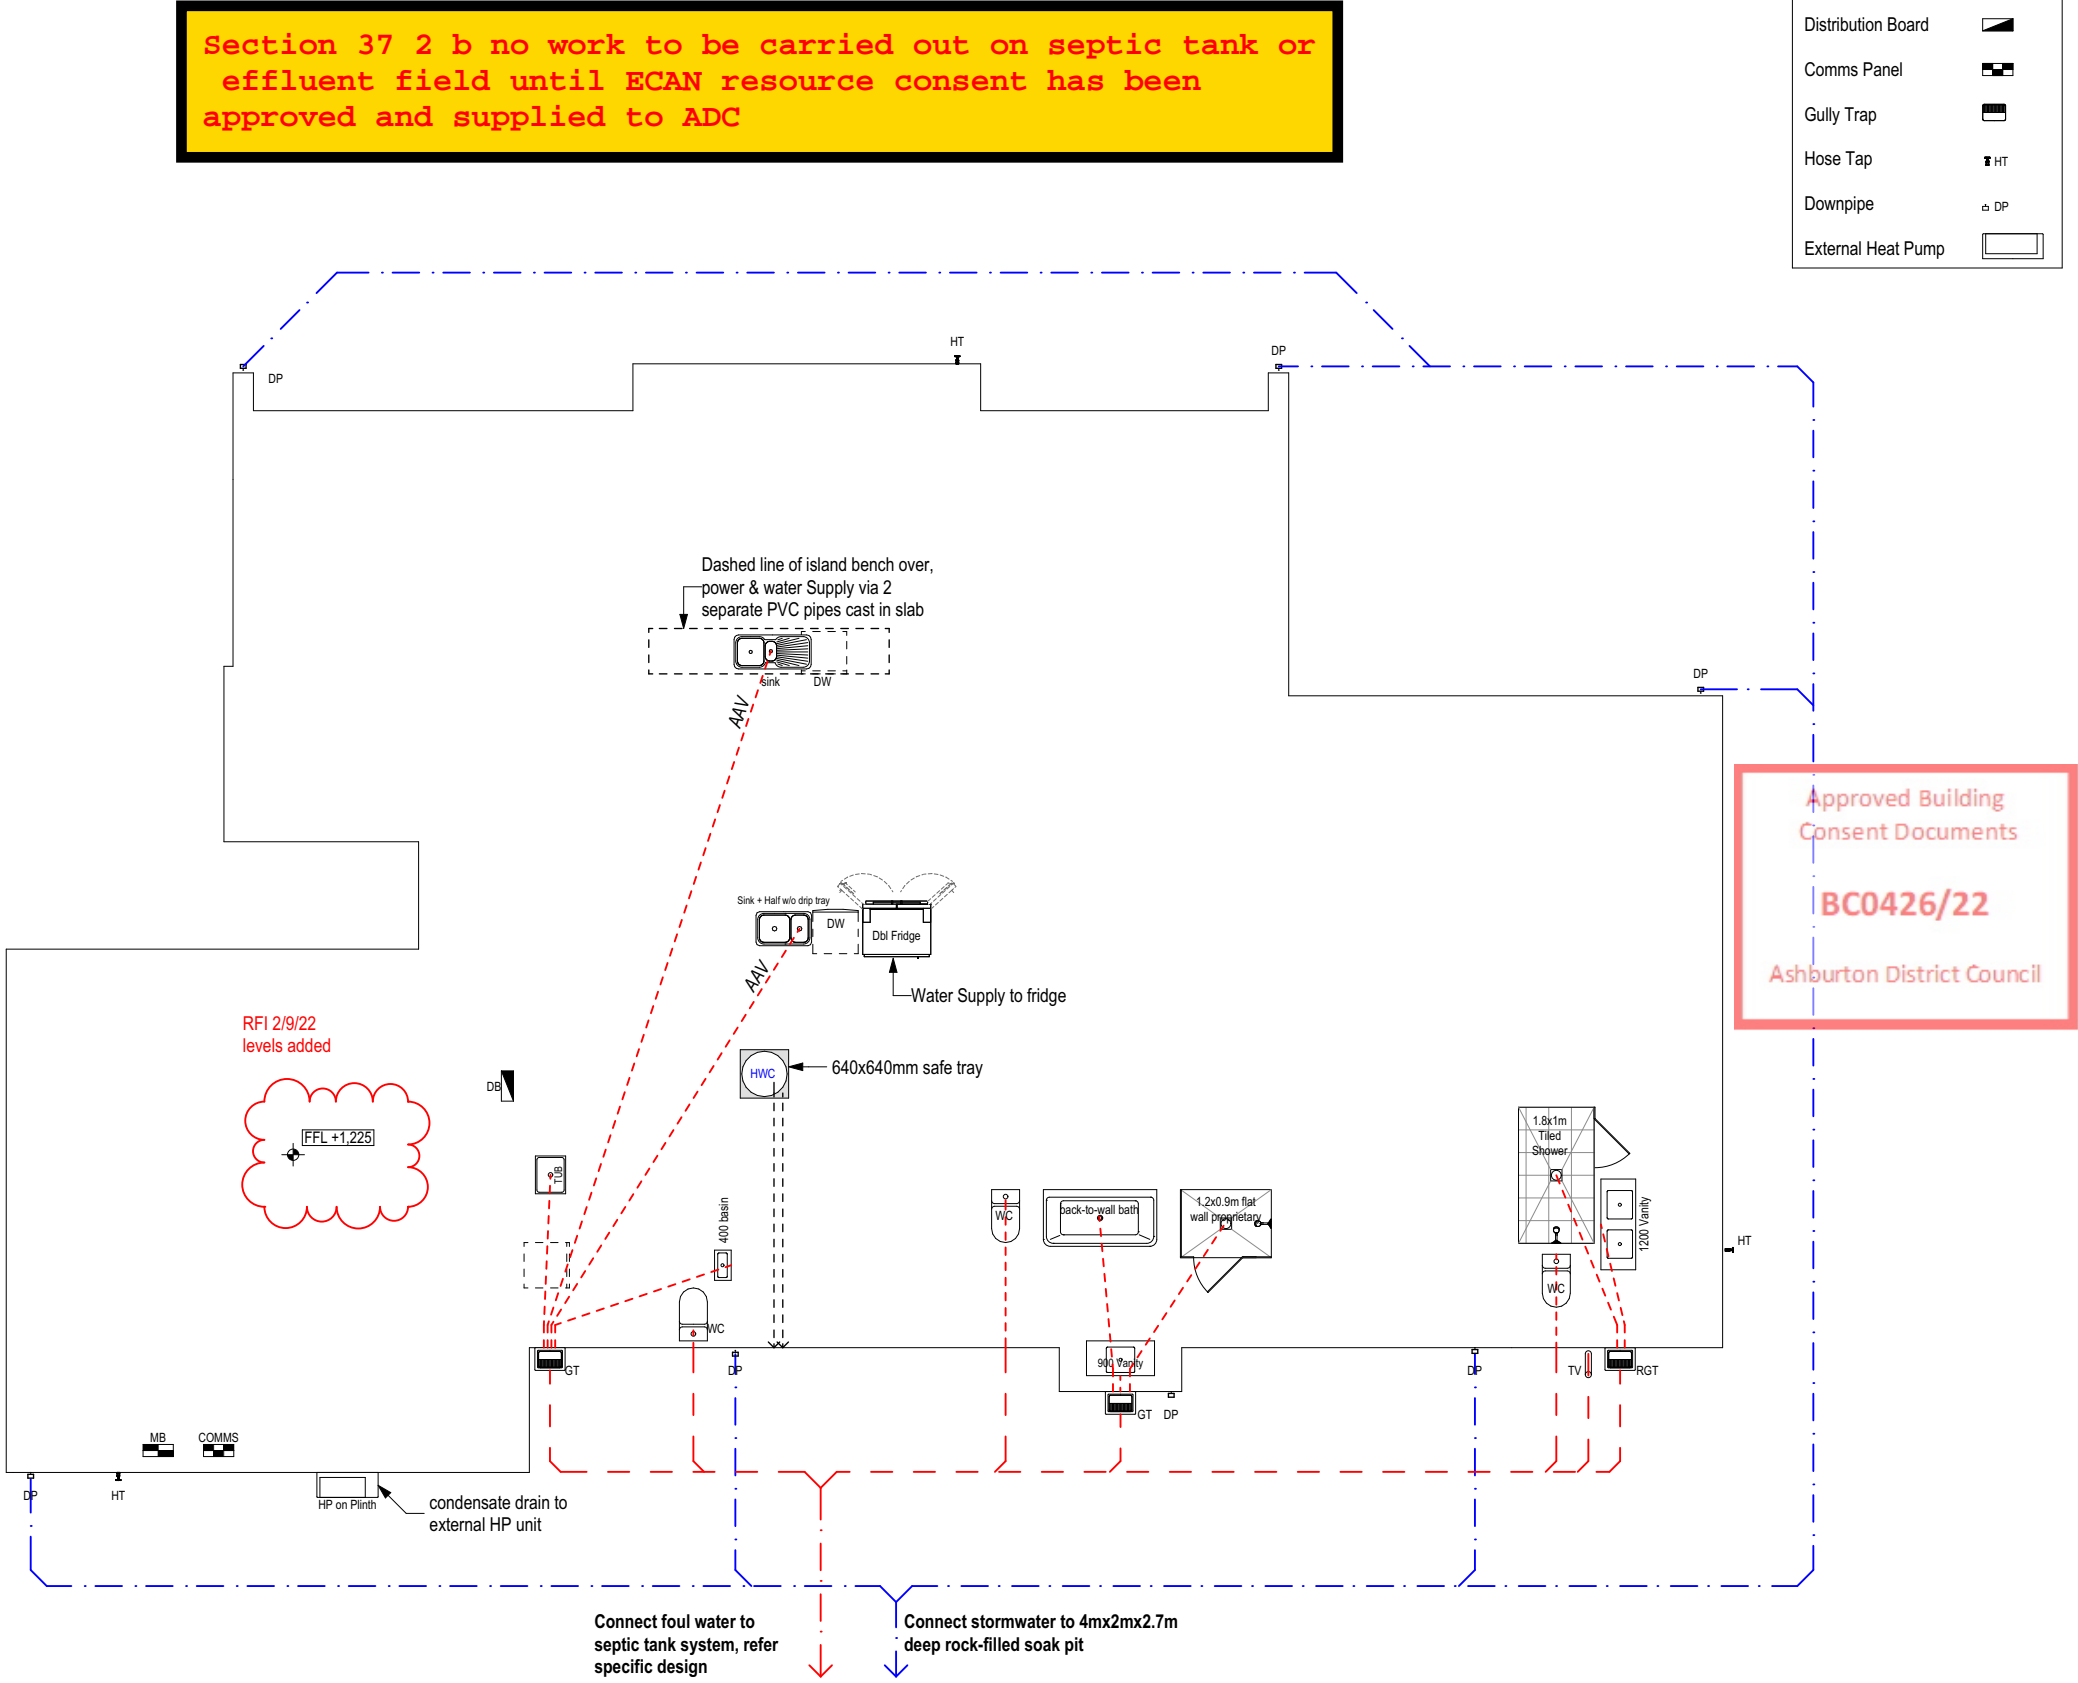 Section 37 2 b no work to be carried out on septic tank or
effluent field until ECAN resource consent has been
approved and supplied to ADC
Distribution Board
Comms Panel
Gully Trap
Hose Tap
HT
Downpipe
DP
External Heat Pump
HT
DP
DP
Dashed line of island bench over,
power & water Supply via 2
separate PVC pipes cast in slab
sink
DW
AAV
DP
Approved Building
Consent Documents
BC0426/22
Ashburton District Council
Sink + Half w/o drip tray
DW
Dbl Fridge
AAV
Water Supply to fridge
RFI 2/9/22
levels added
FFL +1,225
DB
HWC
640x640mm safe tray
TUB
400 basin
WC
WC
back-to-wall bath
1.2x0.9m flat
wall proprietary
1.8x1m
Tiled
Shower
1200 Vanity
WC
HT
GT
DP
900 Vanity
GT
DP
DP
TV
RGT
MB
COMMS
DP
HT
HP on Plinth
condensate drain to
external HP unit
Connect foul water to
septic tank system, refer
specific design
Connect stormwater to 4mx2mx2.7m
deep rock-filled soak pit